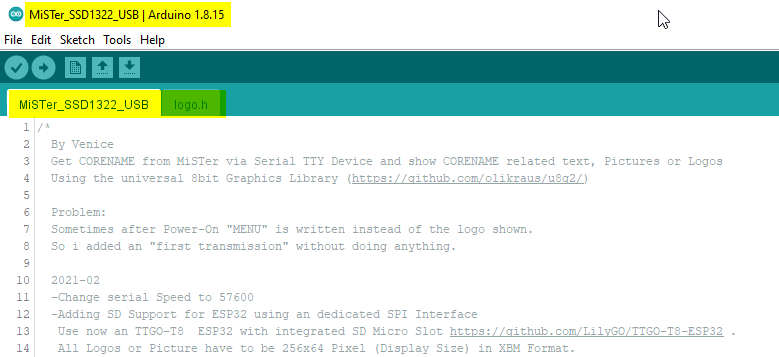 MiSTer_SSD1322_USB | Arduino 1.8.15
File Edit Sketch Tools Help
MiSTer_SSD1322_USB logo.h
1 /*
2 By Venice
3 Get CORENAME from MiSTer via Serial TTY Device and show CORENAME related text, Pictures or Logos
4 Using the universal 8bit Graphics Library (https://github.com/olikraus/u8g2/)
5
6 Problem:
7 Sometimes after Power-On "MENU" is written instead of the logo shown.
8 So i added an "first transmission" without doing anything.
9
10 2021-02
11 -Change serial Speed to 57600
12 -Adding SD Support for ESP32 using an dedicated SPI Interface
13 Use now an TTGO-T8 ESP32 with integrated SD Micro Slot https://github.com/LilyGO/TTGO-T8-ESP32 .
14 All Logos or Picture have to be 256x64 Pixel (Display Size) in XBM Format.